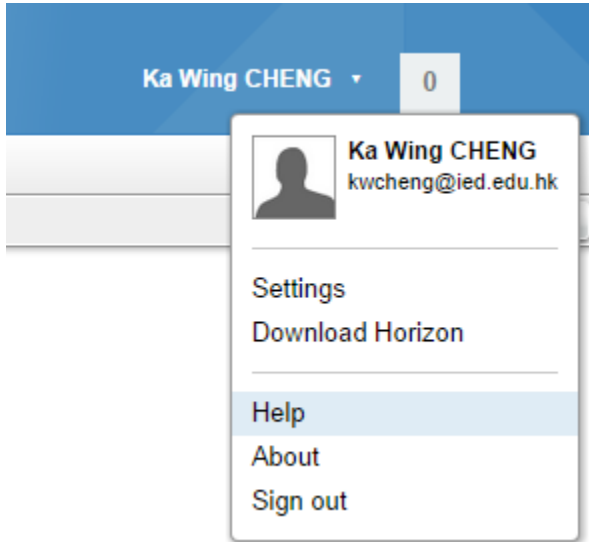 Ka Wing CHENG ▼ 0
Ka Wing CHENG
kwcheng@ied.edu.hk
Settings
Download Horizon
Help
About
Sign out